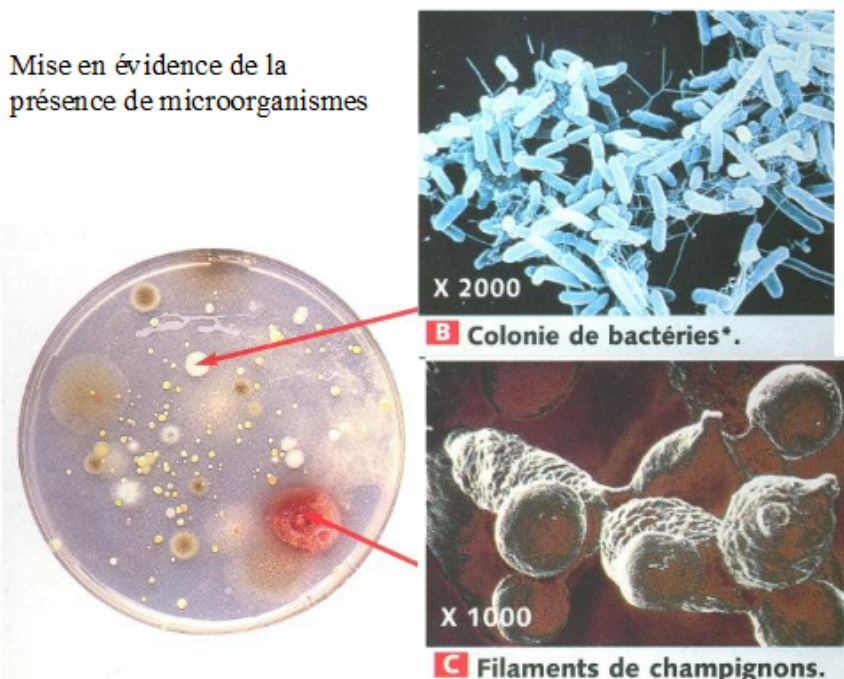 Mise en évidence de la
présence de microorganismes
X 2000
B Colonie de bactéries*.
X 1000
C Filaments de champignons.